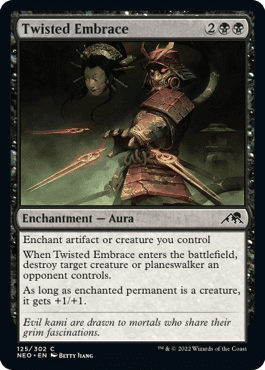 Twisted Embrace 2
Enchantment — Aura
Enchant artifact or creature you control
When Twisted Embrace enters the battlefield,
destroy target creature or planeswalker an
opponent controls.
As long as enchanted permanent is a creature,
it gets +1/+1.
Evil kami are drawn to mortals who share their
grim fascinations.
125/302 C
NEO • EN BETTY JIANG
™ & © 2022 Wizards of the Coast